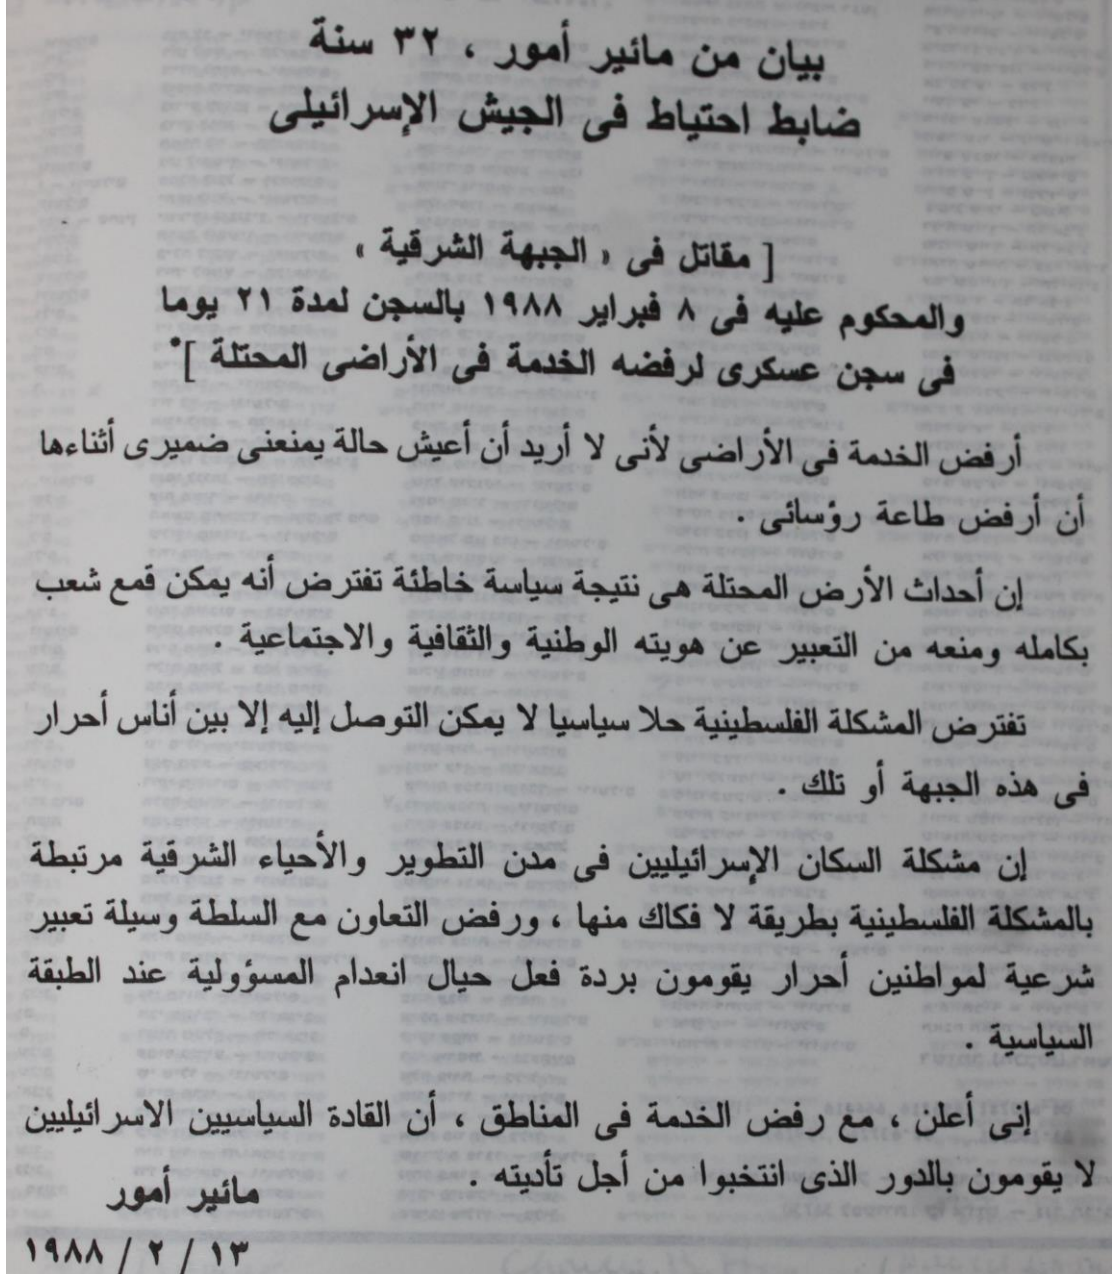 بيان من مائير أمور ، ٣٢ سنة
ضابط احتياط فى الجيش الإسرائيلى
[ مقاتل فى « الجبهة الشرقية »
والمحكوم عليه فى ٨ فبراير ١٩٨٨ بالسجن لمدة ٢١ يوما
فى سجن عسكرى لرفضه الخدمة فى الأراضى المحتلة ]*
أرفض الخدمة فى الأراضى لأنى لا أريد أن أعيش حالة يمنعنى ضميرى أثناءها
أن أرفض طاعة رؤسائى .
إن أحداث الأرض المحتلة هى نتيجة سياسة خاطئة تفترض أنه يمكن قمع شعب
بكامله ومنعه من التعبير عن هويته الوطنية والثقافية والاجتماعية .
تفترض المشكلة الفلسطينية حلا سياسيا لا يمكن التوصل إليه إلا بين أناس أحرار
فى هذه الجبهة أو تلك .
إن مشكلة السكان الإسرائيليين فى مدن التطوير والأحياء الشرقية مرتبطة
بالمشكلة الفلسطينية بطريقة لا فكاك منها ، ورفض التعاون مع السلطة وسيلة تعبير
شرعية لمواطنين أحرار يقومون بردة فعل حيال انعدام المسؤولية عند الطبقة
السياسية .
إنى أعلن ، مع رفض الخدمة فى المناطق ، أن القادة السياسيين الاسرائيليين
لا يقومون بالدور الذى انتخبوا من أجل تأديته .
مائير أمور
١٣ / ٢ / ١٩٨٨